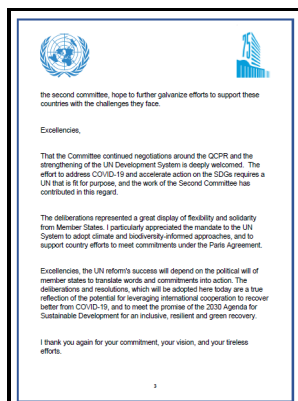 75
the second committee, hope to further galvanize efforts to support these
countries with the challenges they face.
Excellencies,
That the Committee continued negotiations around the QCPR and the
strengthening of the UN Development System is deeply welcomed. The
effort to address COVID-19 and accelerate action on the SDGs requires a
UN that is fit for purpose, and the work of the Second Committee has
contributed in this regard.
The deliberations represented a great display of flexibility and solidarity
from Member States. I particularly appreciated the mandate to the UN
System to adopt climate and biodiversity-informed approaches, and to
support country efforts to meet commitments under the Paris Agreement.
Excellencies, the UN reform's success will depend on the political will of
member states to translate words and commitments into action. The
deliberations and resolutions, which will be adopted here today are a true
reflection of the potential for leveraging international cooperation to recover
better from COVID-19, and to meet the promise of the 2030 Agenda for
Sustainable Development for an inclusive, resilient and green recovery.
I thank you again for your commitment, your vision, and your tireless
efforts.
3